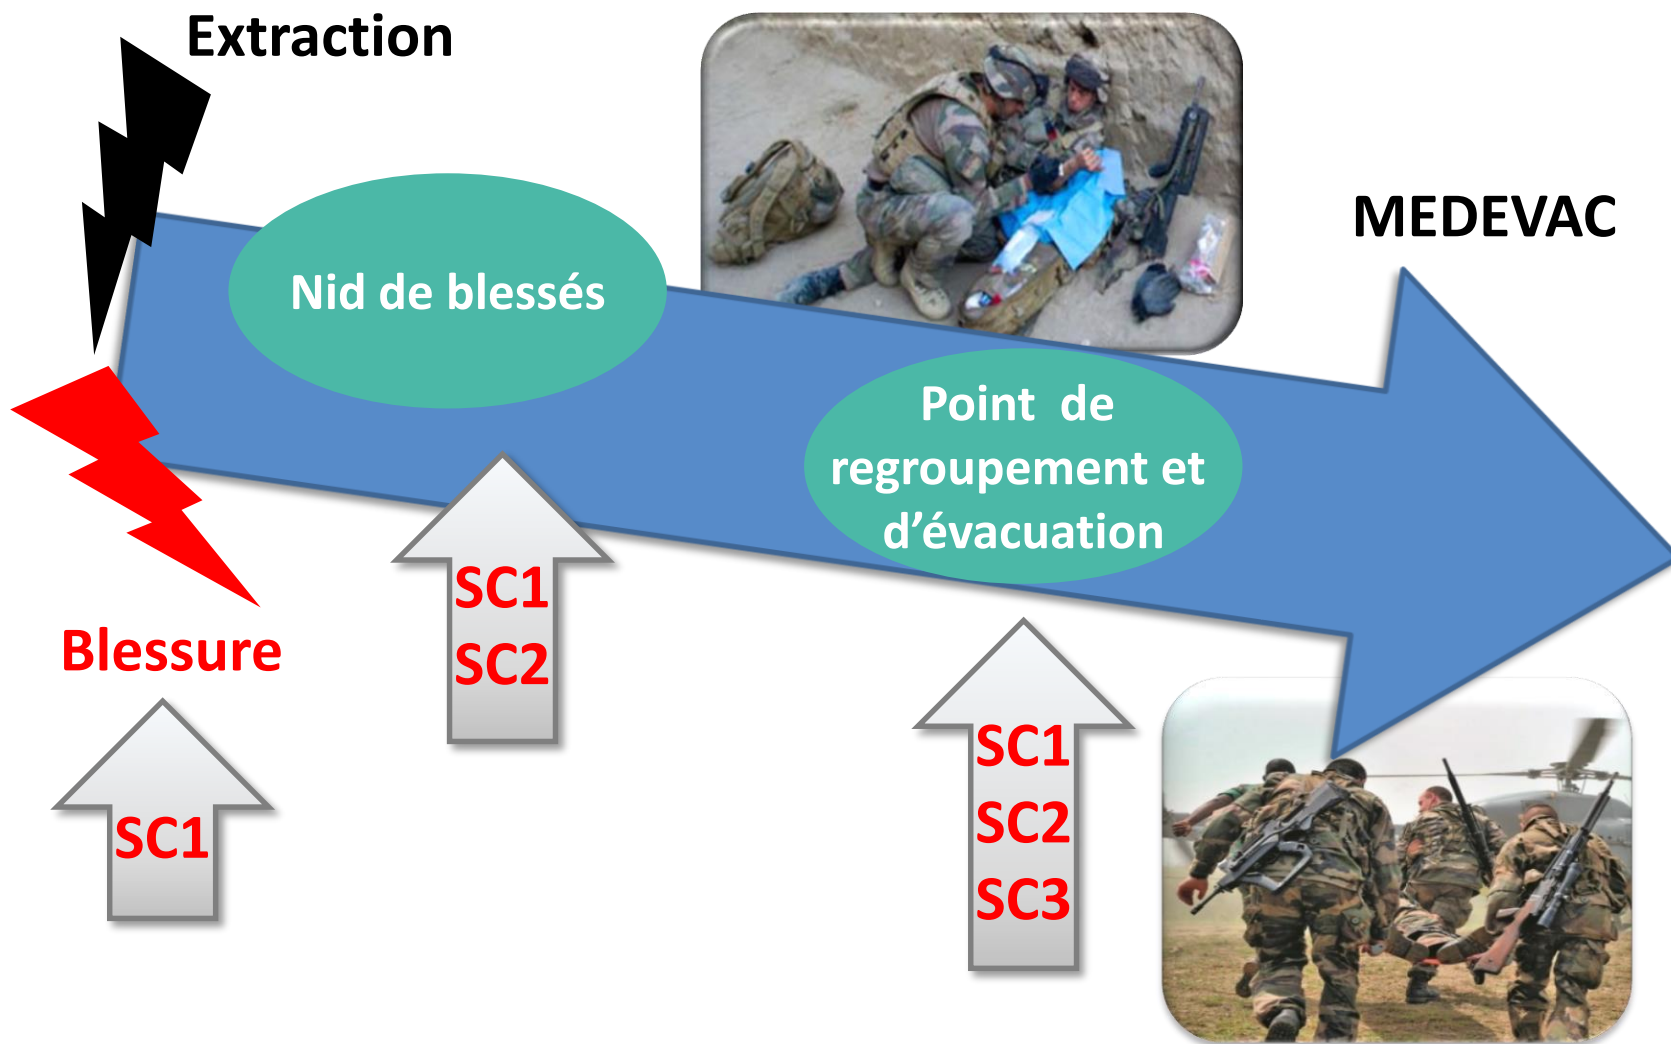 Extraction
MEDEVAC
Nid de blessés
Point de
regroupement et
d’évacuation
SC1
SC2
Blessure
SC1
SC1
SC2
SC3